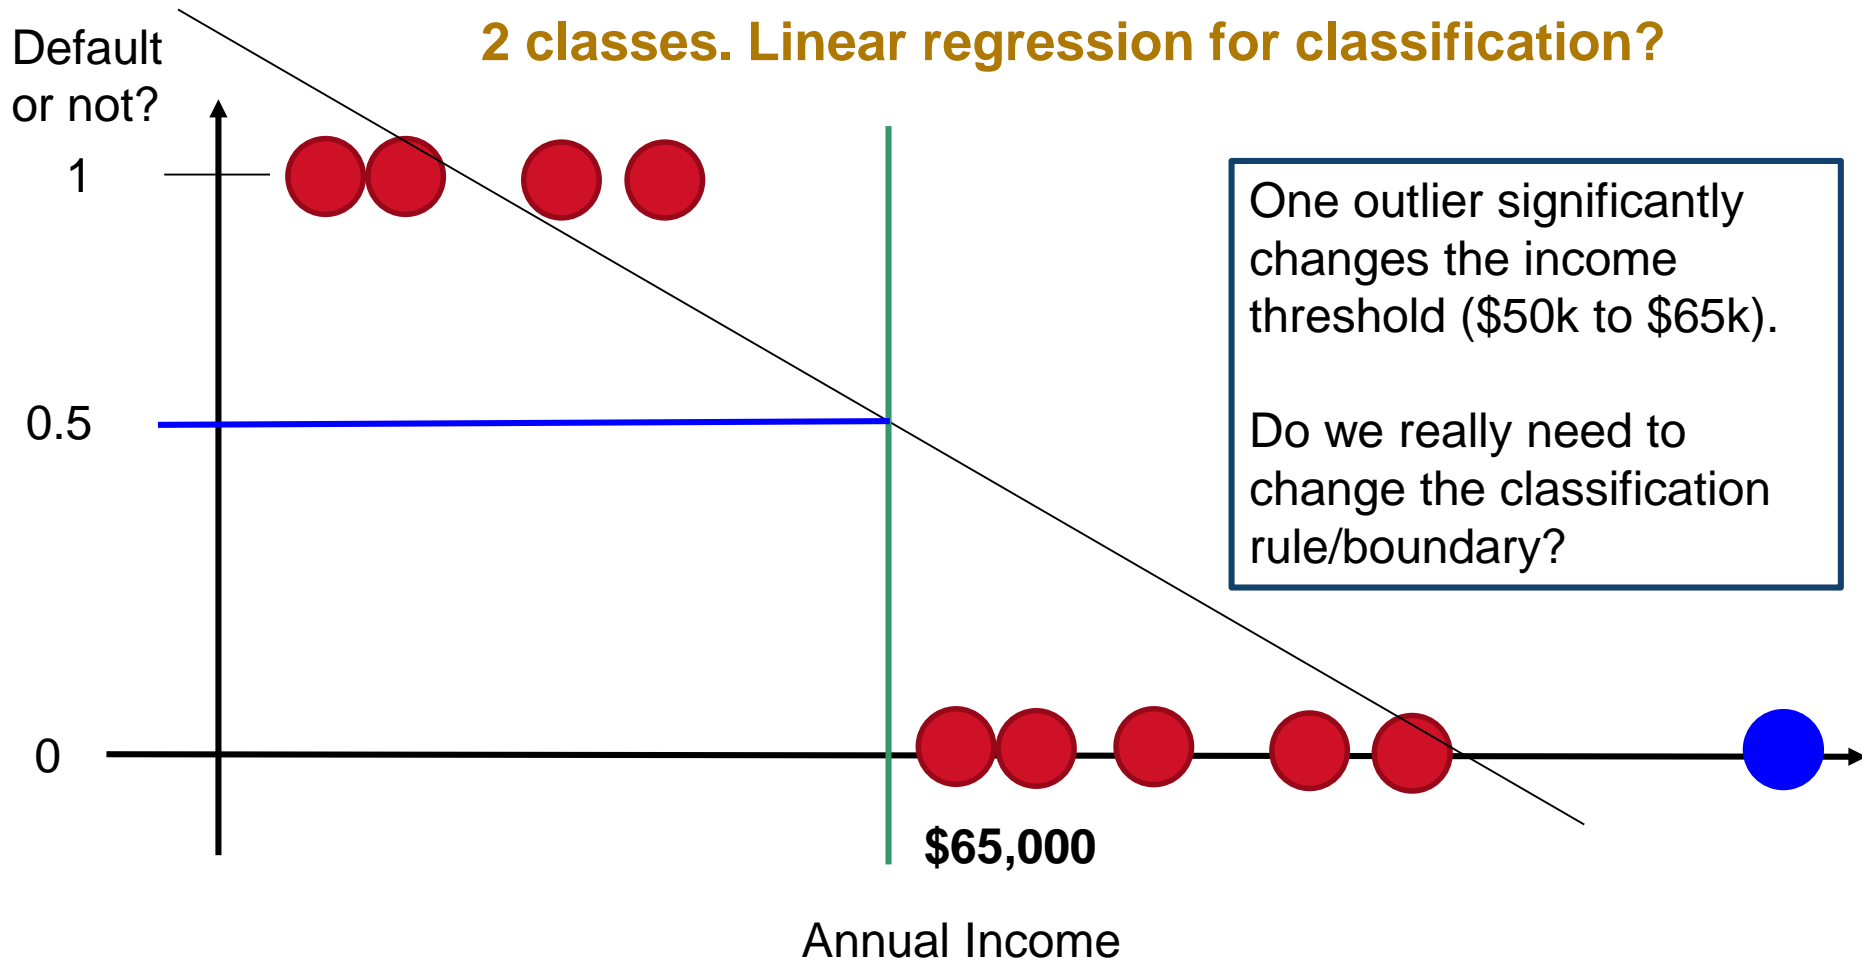 2 classes. Linear regression for classification?
Default
or not?
1
0.5
0
One outlier significantly
changes the income
threshold ($50k to $65k).
Do we really need to
change the classification
rule/boundary?
$65,000
Annual Income